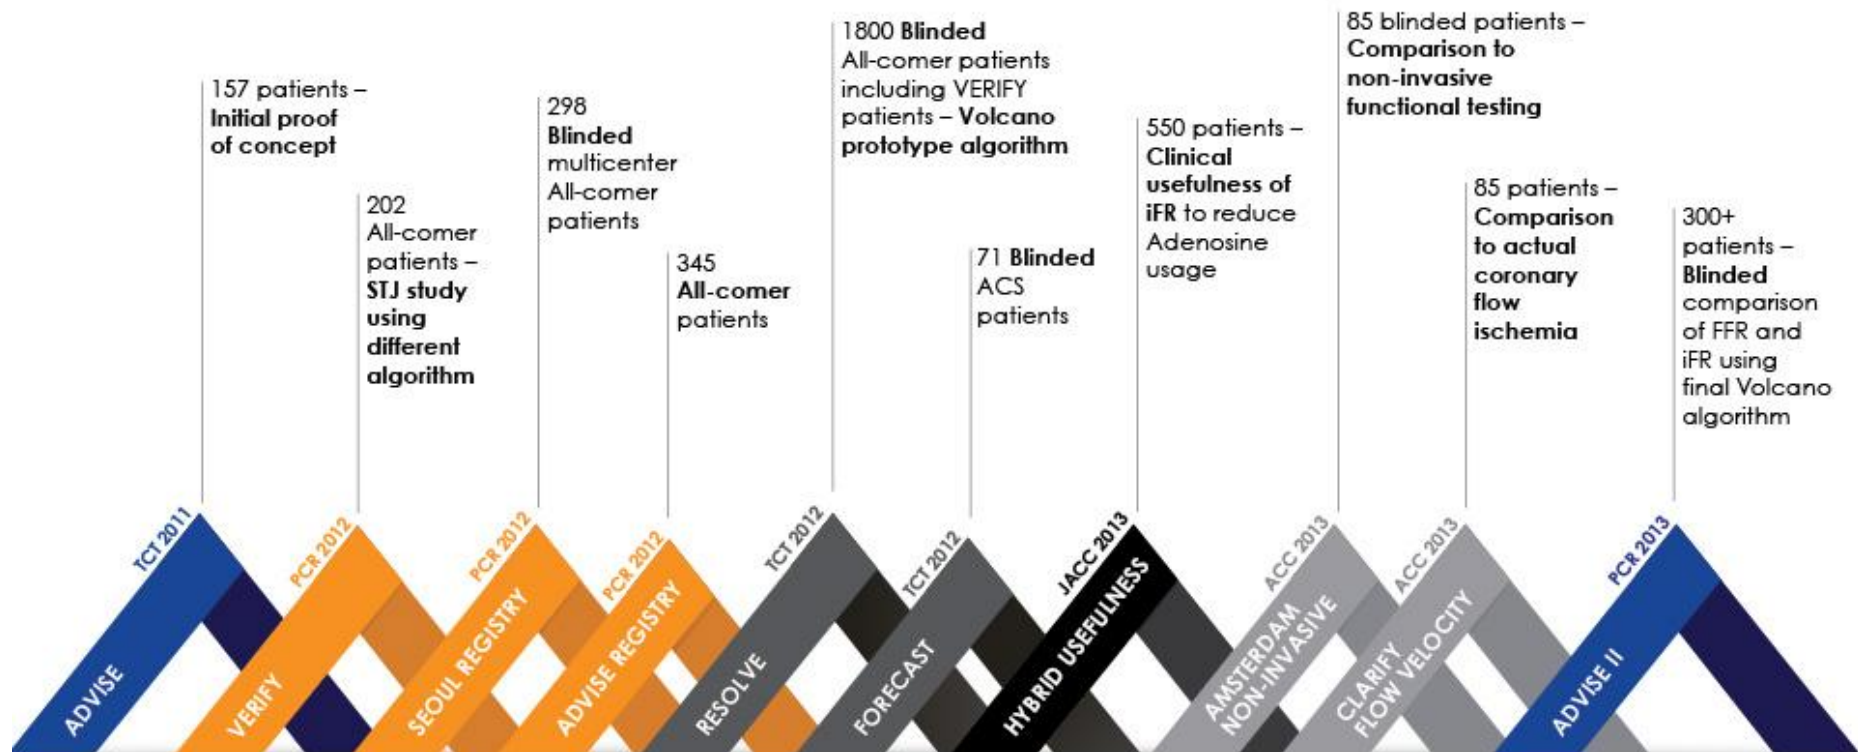 157 patients –
Initial proof
of concept
202
All-comer
patients –
STJ study
using
different
algorithm
298
Blinded
multicenter
All-comer
patients
345
All-comer
patients
1800 Blinded
All-comer patients
including VERIFY
patients – Volcano
prototype algorithm
71 Blinded
ACS
patients
550 patients –
Clinical
usefulness of
iFR to reduce
Adenosine
usage
85 blinded patients –
Comparison to
non-invasive
functional testing
85 patients –
Comparison
to actual
coronary
flow
ischemia
300+
patients –
Blinded
comparison
of FFR and
iFR using
final Volcano
algorithm
TCT 2011
ADVISE
PCR 2012
VERIFY
PCR 2012
SEOUL REGISTRY
PCR 2012
ADVISE REGISTRY
TCT 2012
RESOLVE
TCT 2012
FORECAST
JACC 2013
HYBRID USEFULNESS
ACC 2013
AMSTERDAM
NON-INVASIVE
ACC 2013
CLARIFY
FLOW VELOCITY
PCR 2013
ADVISE II